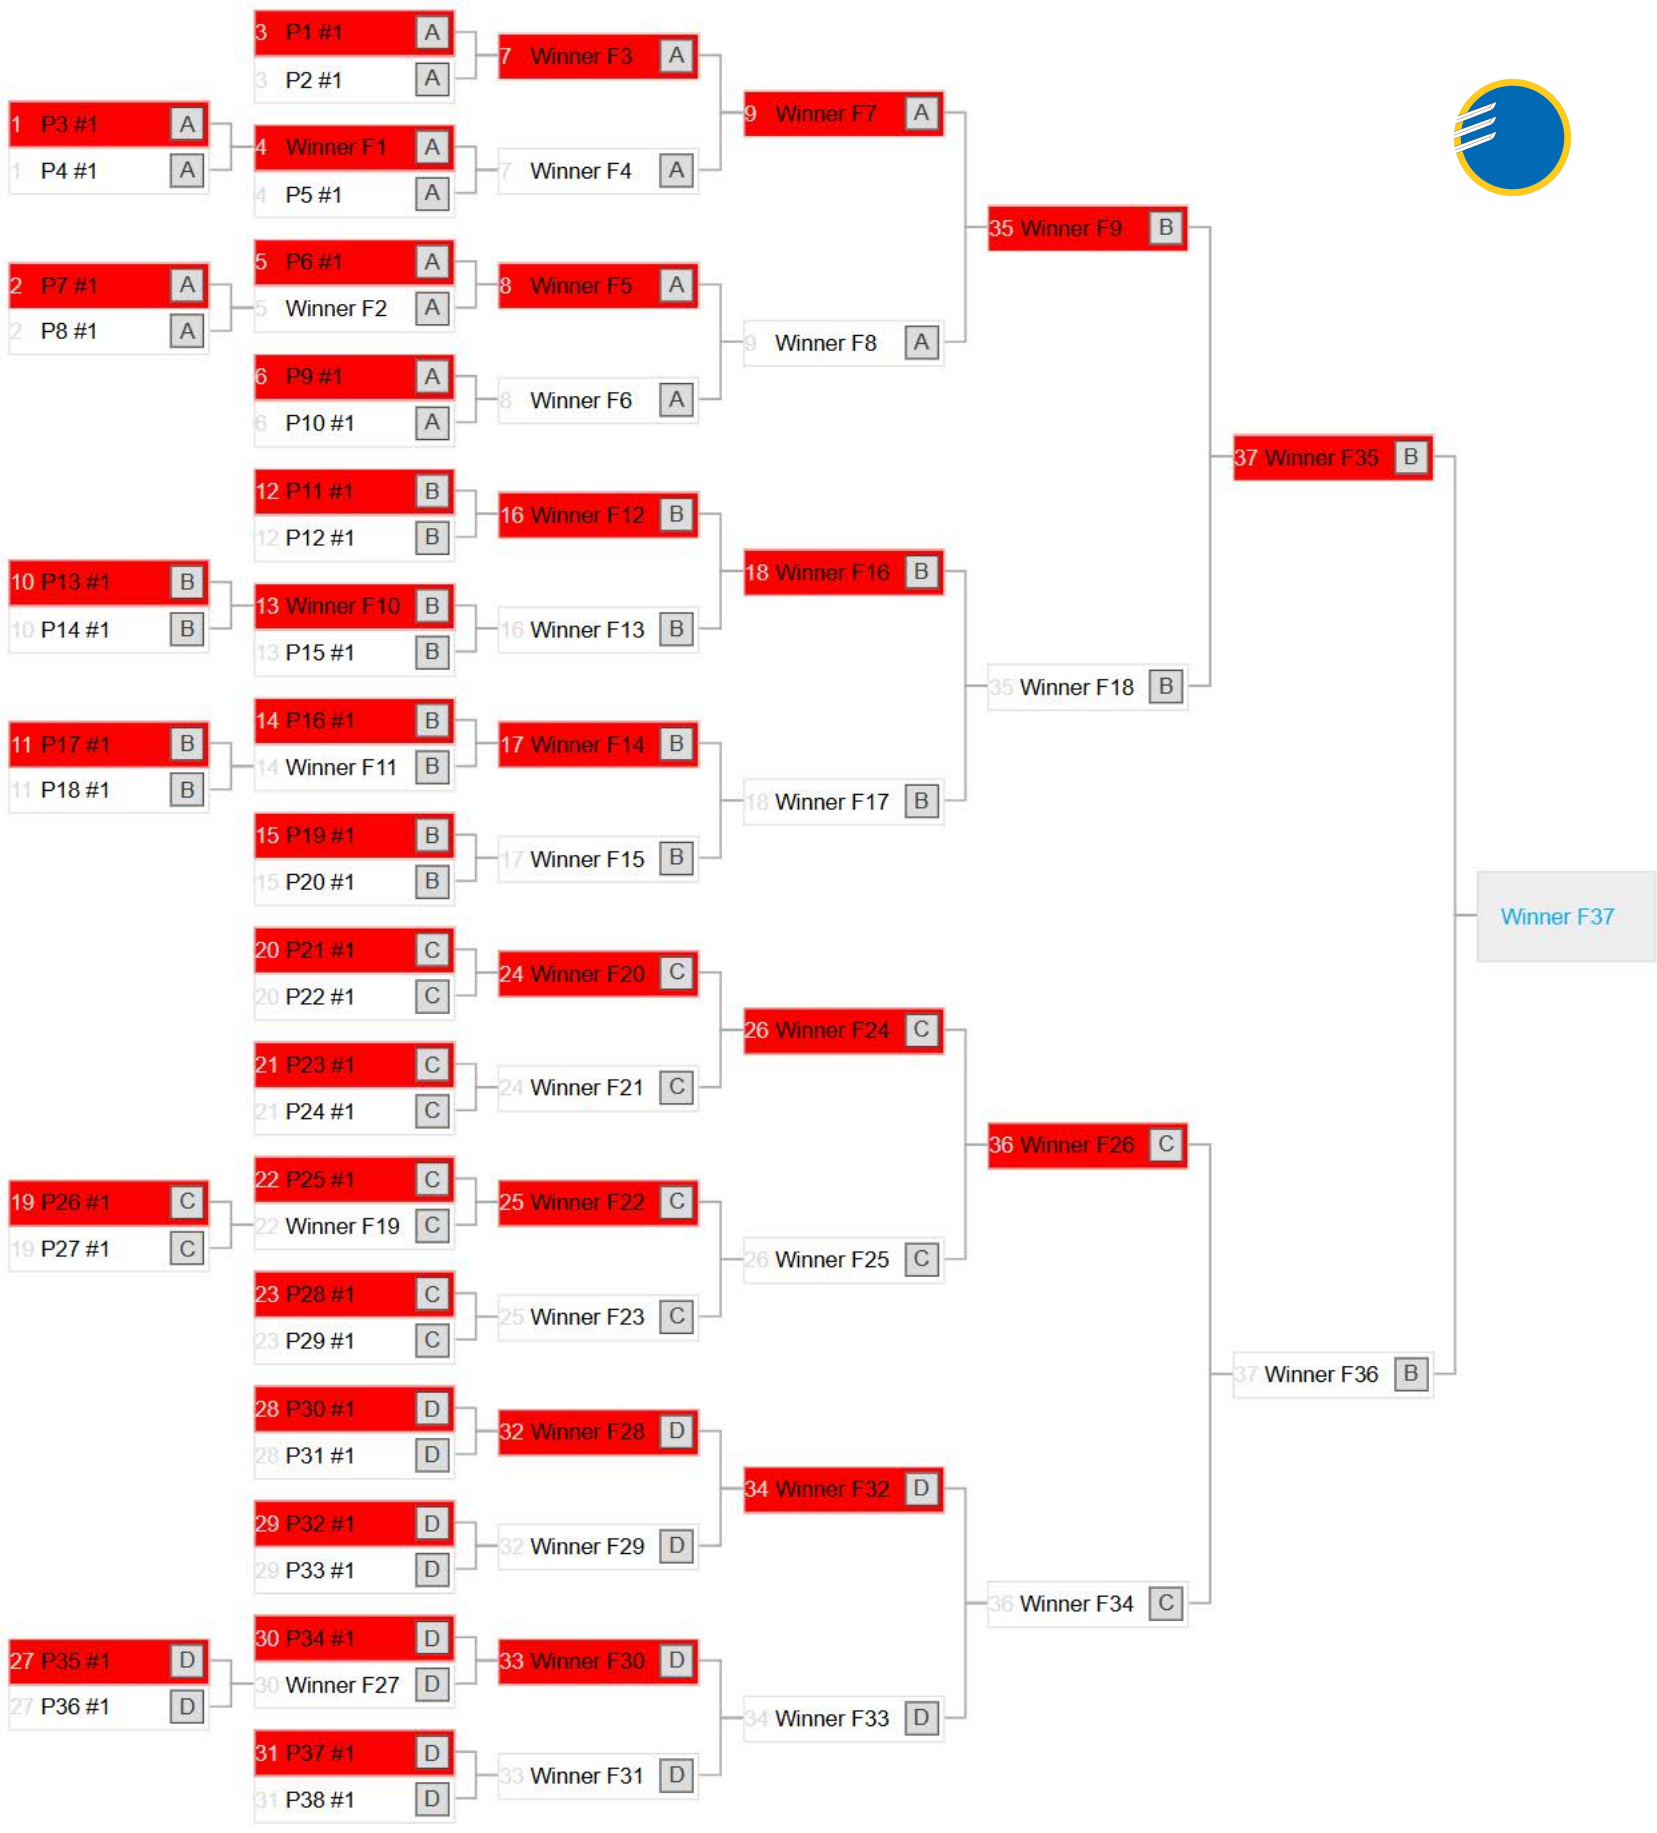 3 P1 #1 A
3 P2 #1 A
1 P3 #1 A
1 P4 #1 A
4 Winner F1 A
4 P5 #1 A
5 P6 #1 A
5 Winner F2 A
2 P7 #1 A
2 P8 #1 A
6 P9 #1 A
6 P10 #1 A
12 P11 #1 B
12 P12 #1 B
10 P13 #1 B
10 P14 #1 B
13 Winner F10 B
13 P15 #1 B
14 P16 #1 B
14 Winner F11 B
11 P17 #1 B
11 P18 #1 B
15 P19 #1 B
15 P20 #1 B
20 P21 #1 C
20 P22 #1 C
21 P23 #1 C
21 P24 #1 C
22 P25 #1 C
22 Winner F19 C
19 P26 #1 C
19 P27 #1 C
23 P28 #1 C
23 P29 #1 C
28 P30 #1 D
28 P31 #1 D
29 P32 #1 D
29 P33 #1 D
30 P34 #1 D
30 Winner F27 D
27 P35 #1 D
27 P36 #1 D
31 P37 #1 D
31 P38 #1 D
7 Winner F3 A
7 Winner F4 A
8 Winner F5 A
8 Winner F6 A
16 Winner F12 B
16 Winner F13 B
17 Winner F14 B
17 Winner F15 B
24 Winner F20 C
24 Winner F21 C
25 Winner F22 C
25 Winner F23 C
32 Winner F28 D
32 Winner F29 D
33 Winner F30 D
33 Winner F31 D
9 Winner F7 A
9 Winner F8 A
18 Winner F16 B
18 Winner F17 B
26 Winner F24 C
26 Winner F25 C
34 Winner F32 D
34 Winner F33 D
35 Winner F9 B
35 Winner F18 B
36 Winner F26 C
36 Winner F34 C
37 Winner F35 B
37 Winner F36 B
Winner F37